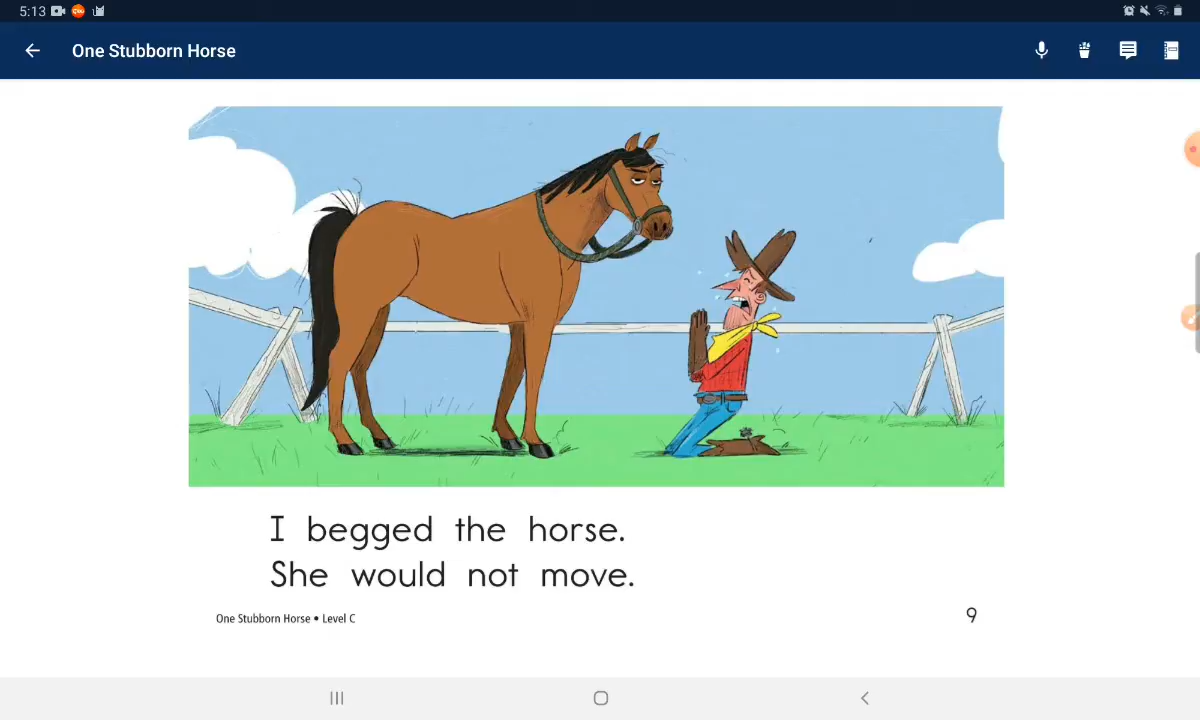 5:13
One Stubborn Horse
I begged the horse.
She would not move.
One Stubborn Horse • Level C
9